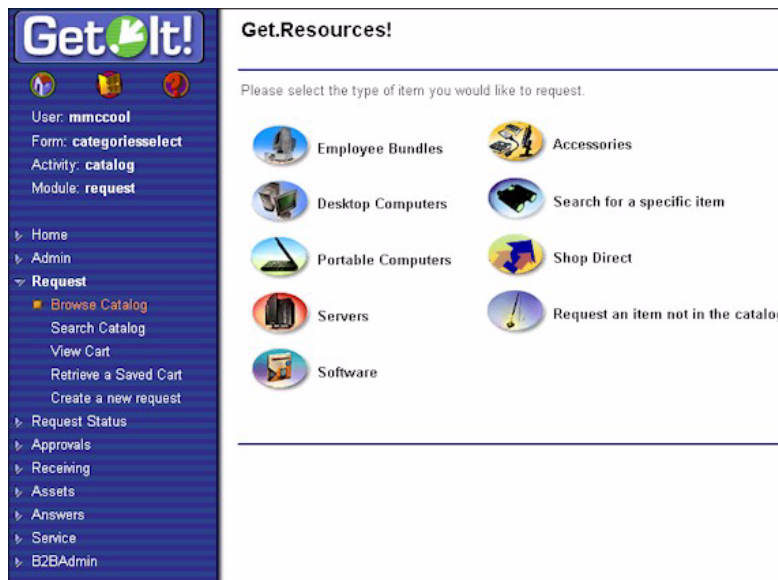 Get It!
User: mmccool
Form: categoriesselect
Activity: catalog
Module: request
Home
Admin
Request
Browse Catalog
Search Catalog
View Cart
Retrieve a Saved Cart
Create a new request
Request Status
Approvals
Receiving
Assets
Answers
Service
B2BAdmin
Get.Resources!
Please select the type of item you would like to request.
Employee Bundles
Accessories
Desktop Computers
Search for a specific item
Portable Computers
Shop Direct
Servers
Request an item not in the catalog
Software